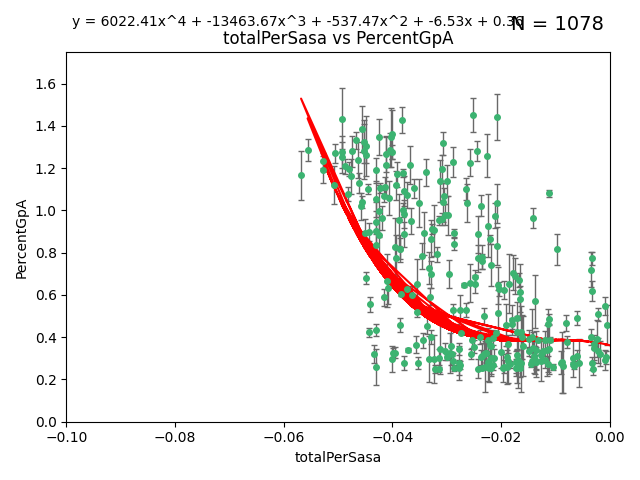 y = 6022.41x^4 + -13463.67x^3 + -537.47x^2 + -6.53x + 0.36
N = 1078
totalPerSasa vs PercentGpA
1.6
1.4
1.2
1.0
0.8
0.6
0.4
0.2
0.0
PercentGpA
−0.10 −0.08 −0.06 −0.04 −0.02 0.00
totalPerSasa